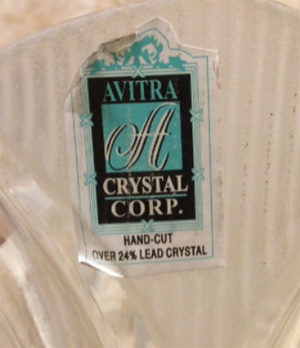 AVITRA
A
CRYSTAL
CORP.
HAND-CUT
OVER 24% LEAD CRYSTAL